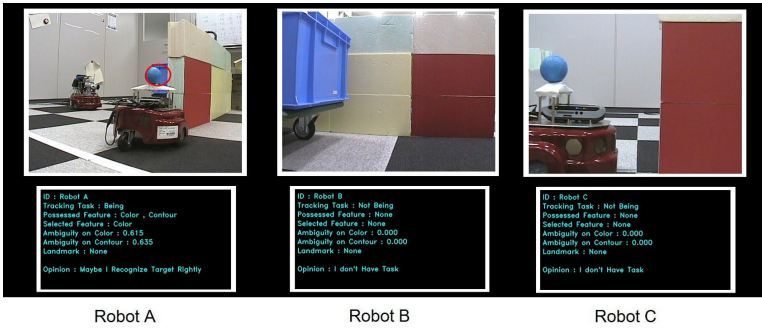 ID : Robot A
Tracking Task : Being
Possessed Feature : Color , Contour
Selected Feature : Color
Ambiguity on Color : 0.615
Ambiguity on Contour : 0.635
Landmark : None
Opinion : Maybe I Recognize Target Rightly
ID : Robot B
Tracking Task : Not Being
Possessed Feature : None
Selected Feature : None
Ambiguity on Color : 0.000
Ambiguity on Contour : 0.000
Landmark : None
Opinion : I don't Have Task
ID : Robot C
Tracking Task : Not Being
Possessed Feature : None
Selected Feature : None
Ambiguity on Color : 0.000
Ambiguity on Contour : 0.000
Landmark : None
Opinion : I don't Have Task
Robot A
Robot B
Robot C